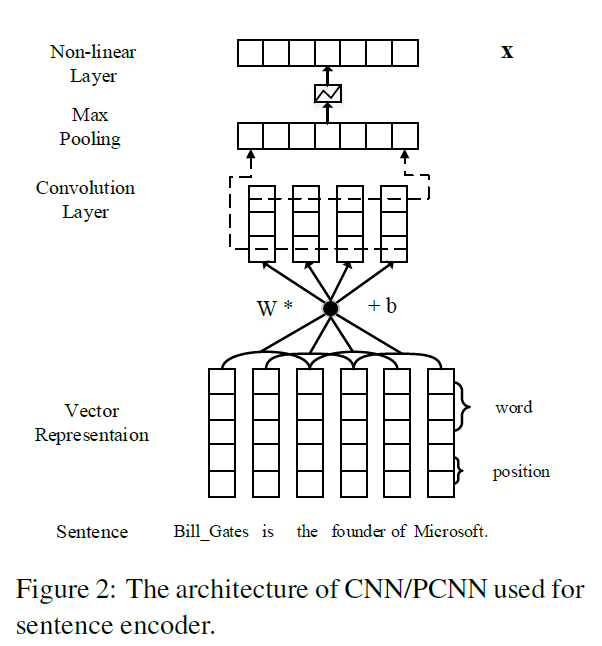 Non-linear
Layer
x
Max
Pooling
Convolution
Layer
W *
+ b
Vector
Representaion
word
position
Sentence
Bill_Gates is the founder of Microsoft.
Figure 2: The architecture of CNN/PCNN used for
sentence encoder.